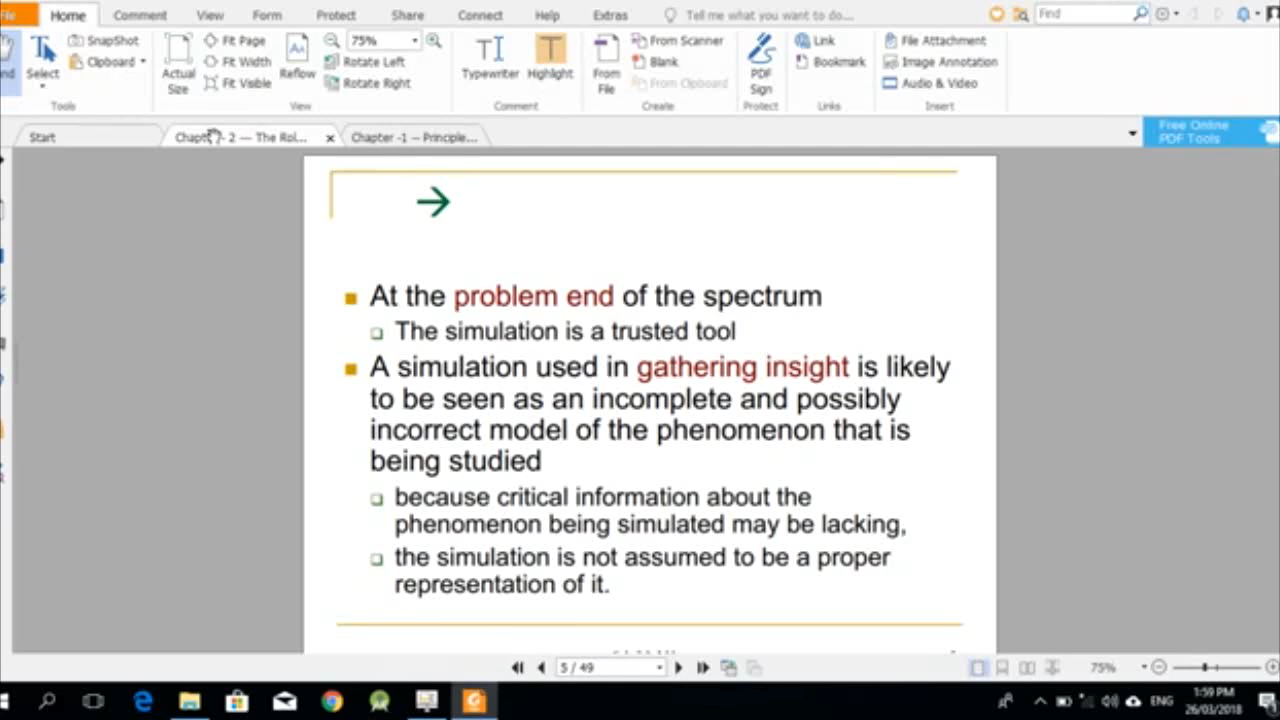 File Home Comment View Form Protect Share Connect Help Extras Tell me what you want to do... Find
SnapShot
Clipboard
Select
Tools
Actual Size
Fit Page
Fit Width
Fit Visible
Reflow
75%
Rotate Left
Rotate Right
View
Typewriter
Highlight
Comment
From File
From Scanner
Blank
From Clipboard
Create
PDF Sign
Protect
Link
Bookmark
Links
File Attachment
Image Annotation
Audio & Video
Insert
Start
2 — The Rol...
Chapter -1 – Principle...
Free Online
PDF Tools
At the problem end of the spectrum
The simulation is a trusted tool
A simulation used in gathering insight is likely
to be seen as an incomplete and possibly
incorrect model of the phenomenon that is
being studied
because critical information about the
phenomenon being simulated may be lacking,
the simulation is not assumed to be a proper
representation of it.
5 / 49
75%
ENG
1:59 PM
26/03/2018